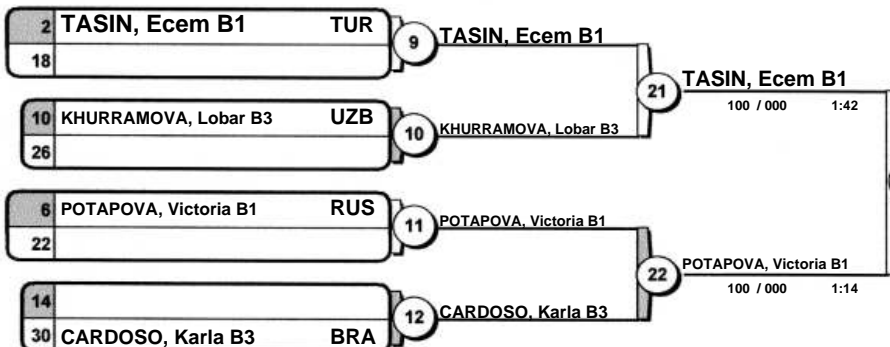 2 TASIN, Ecem B1 TUR
18
9
TASIN, Ecem B1
10 KHURRAMOVA, Lobar B3 UZB
26
10
KHURRAMOVA, Lobar B3
21
TASIN, Ecem B1
100 / 000 1:42
6 POTAPOVA, Victoria B1 RUS
22
11
POTAPOVA, Victoria B1
14
30 CARDOSO, Karla B3 BRA
12
CARDOSO, Karla B3
22
POTAPOVA, Victoria B1
100 / 000 1:14